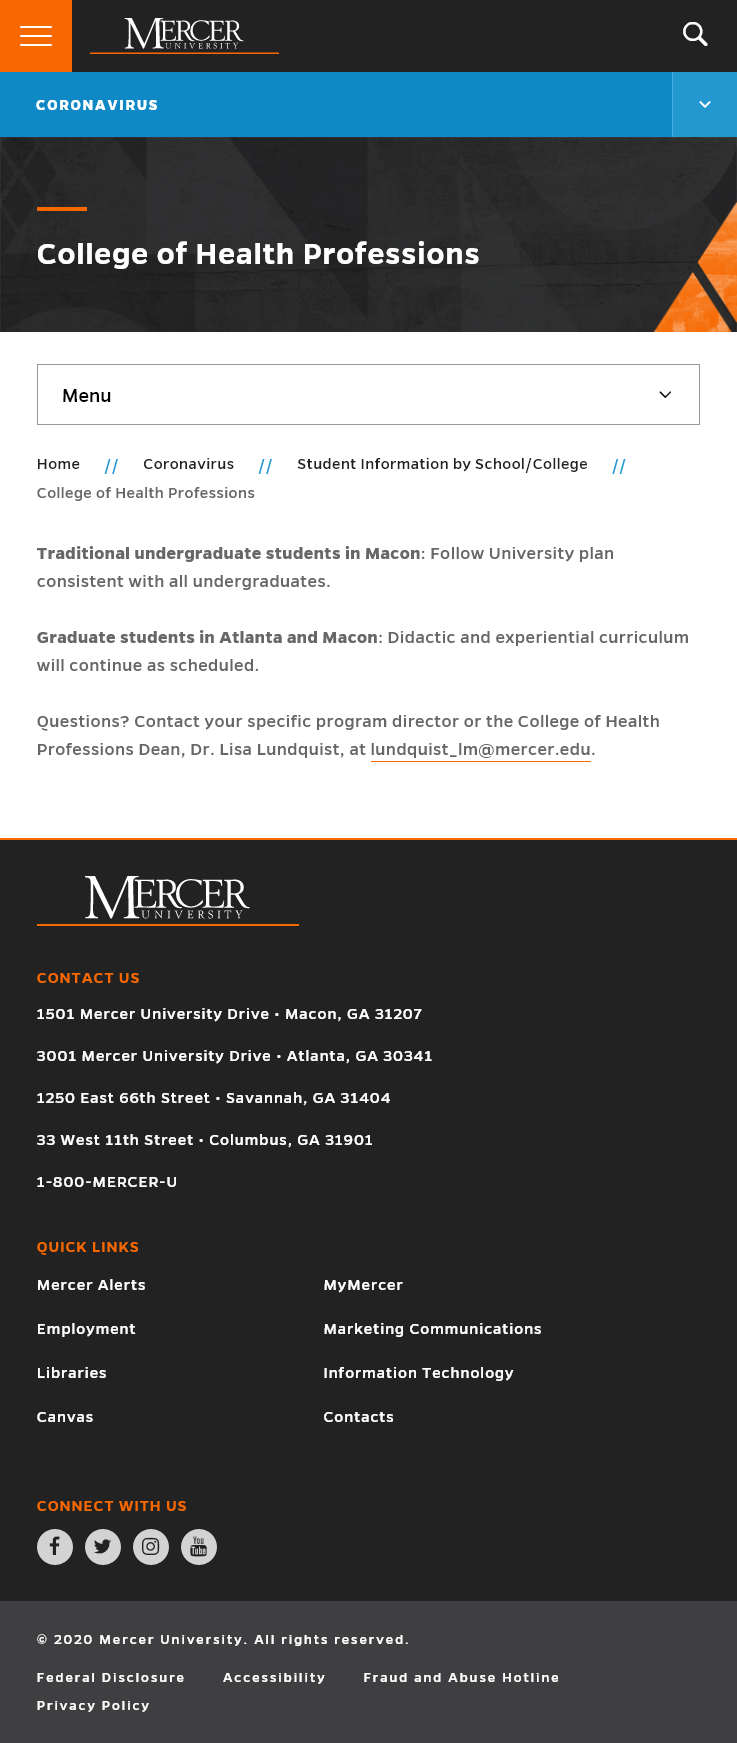 MERCER
UNIVERSITY
CORONAVIRUS
College of Health Professions
Menu
Home // Coronavirus // Student Information by School/College //
College of Health Professions
Traditional undergraduate students in Macon: Follow University plan
consistent with all undergraduates.
Graduate students in Atlanta and Macon: Didactic and experiential curriculum
will continue as scheduled.
Questions? Contact your specific program director or the College of Health
Professions Dean, Dr. Lisa Lundquist, at lundquist_lm@mercer.edu.
MERCER
UNIVERSITY
CONTACT US
1501 Mercer University Drive • Macon, GA 31207
3001 Mercer University Drive • Atlanta, GA 30341
1250 East 66th Street • Savannah, GA 31404
33 West 11th Street • Columbus, GA 31901
1-800-MERCER-U
QUICK LINKS
Mercer Alerts MyMercer
Employment Marketing Communications
Libraries Information Technology
Canvas Contacts
CONNECT WITH US
You
Tube
© 2020 Mercer University. All rights reserved.
Federal Disclosure Accessibility Fraud and Abuse Hotline
Privacy Policy